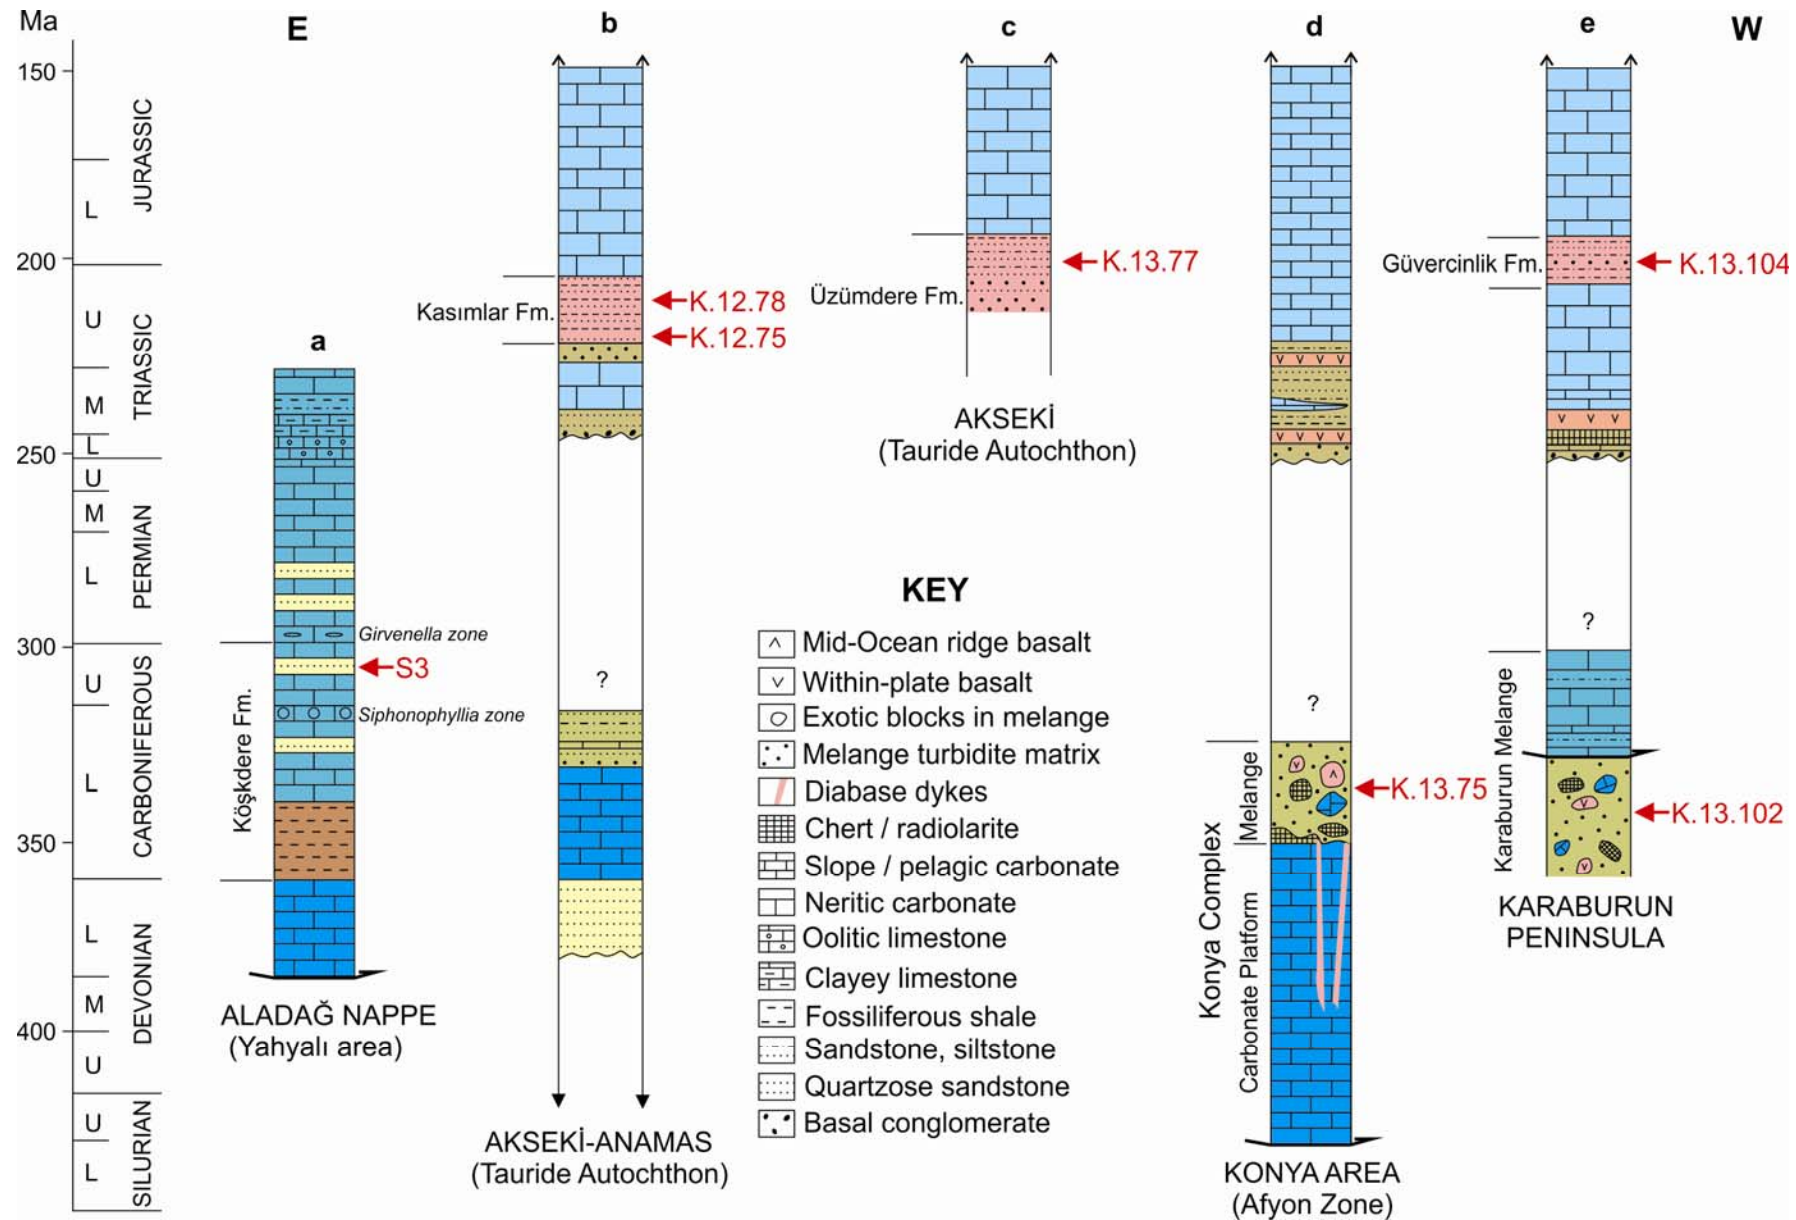 Ma
E
b
c
d
e
W
150
200
250
300
350
400
JURASSIC
L
TRIASSIC
U
M
L
PERMIAN
U
M
L
CARBONIFEROUS
U
L
DEVONIAN
L
M
U
SILURIAN
U
L
a
Girvenella zone
S3
Siphonophyllia zone
Köşkdere Fm.
ALADAĞ NAPPE
(Yahyalı area)
Kasımlar Fm.
K.12.78
K.12.75
?
AKSEKİ-ANAMAS
(Tauride Autochthon)
Üzümdere Fm.
K.13.77
AKSEKİ
(Tauride Autochthon)
KEY
Mid-Ocean ridge basalt
Within-plate basalt
Exotic blocks in melange
Melange turbidite matrix
Diabase dykes
Chert / radiolarite
Slope / pelagic carbonate
Neritic carbonate
Oolitic limestone
Clayey limestone
Fossiliferous shale
Sandstone, siltstone
Quartzose sandstone
Basal conglomerate
?
Melange
K.13.75
Konya Complex
Carbonate Platform
KONYA AREA
(Afyon Zone)
Güvercinlik Fm.
K.13.104
?
Karaburun Melange
K.13.102
KARABURUN
PENINSULA